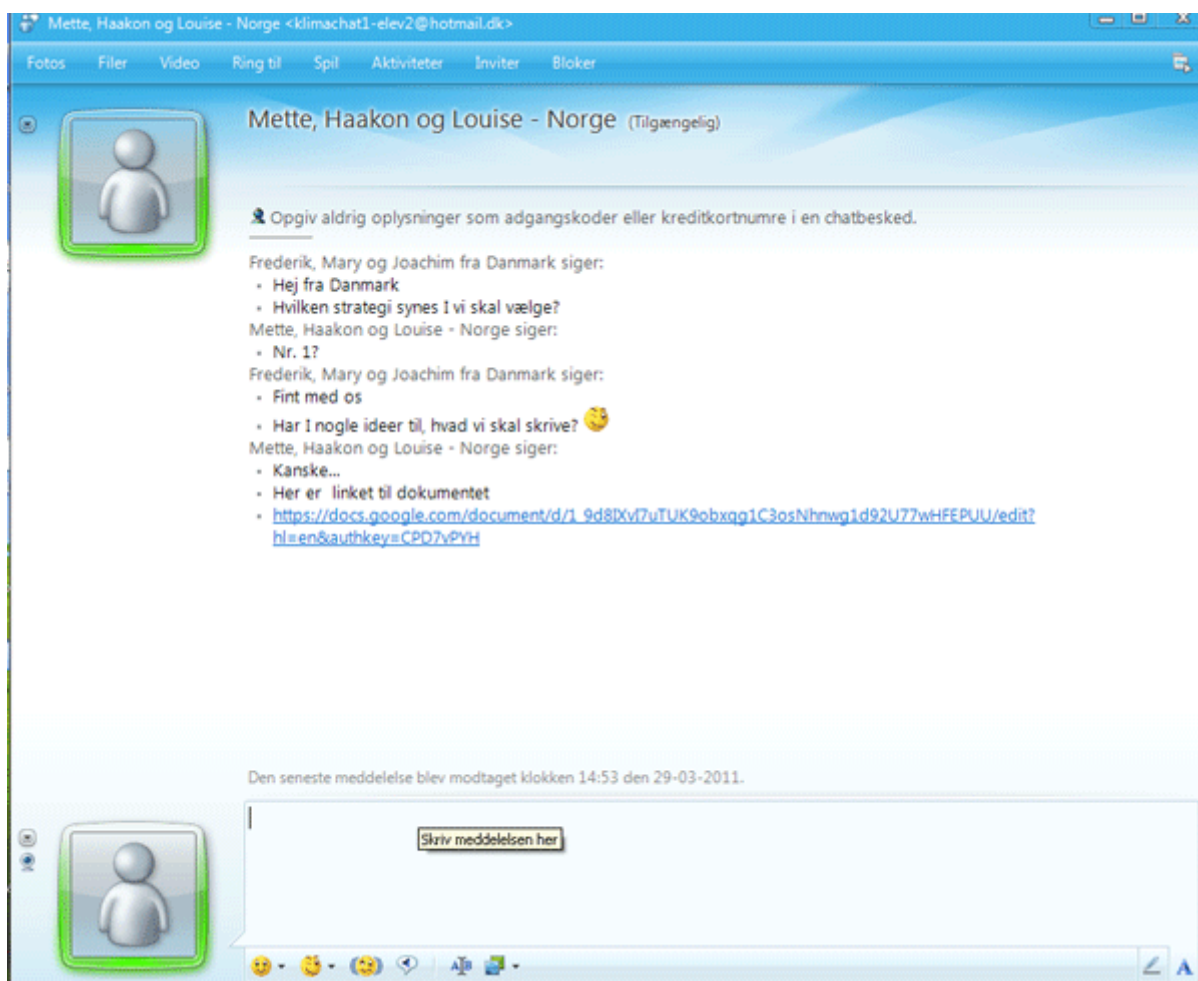 Mette, Haakon og Louise - Norge <klimachat1-elev2@hotmail.dk>
Fotos Filer Video Ring til Spil Aktiviteter Inviter Bloker
Mette, Haakon og Louise - Norge (Tilgængelig)
Opgiv aldrig oplysninger som adgangskoder eller kreditkortnumre i en chatbesked.
Frederik, Mary og Joachim fra Danmark siger:
Hej fra Danmark
Hvilken strategi synes I vi skal vælge?
Mette, Haakon og Louise - Norge siger:
Nr. 1?
Frederik, Mary og Joachim fra Danmark siger:
Fint med os
Har I nogle ideer til, hvad vi skal skrive?
Mette, Haakon og Louise - Norge siger:
Kanske...
Her er linket til dokumentet
https://docs.google.com/document/d/1_9d8IXvl7uTUK9obxqg1C3osNhnwg1d92U77wHFEPUU/edit?
hl=en&authkey=CPD7vPYH
Den seneste meddelelse blev modtaget klokken 14:53 den 29-03-2011.
Skriv meddelelsen her